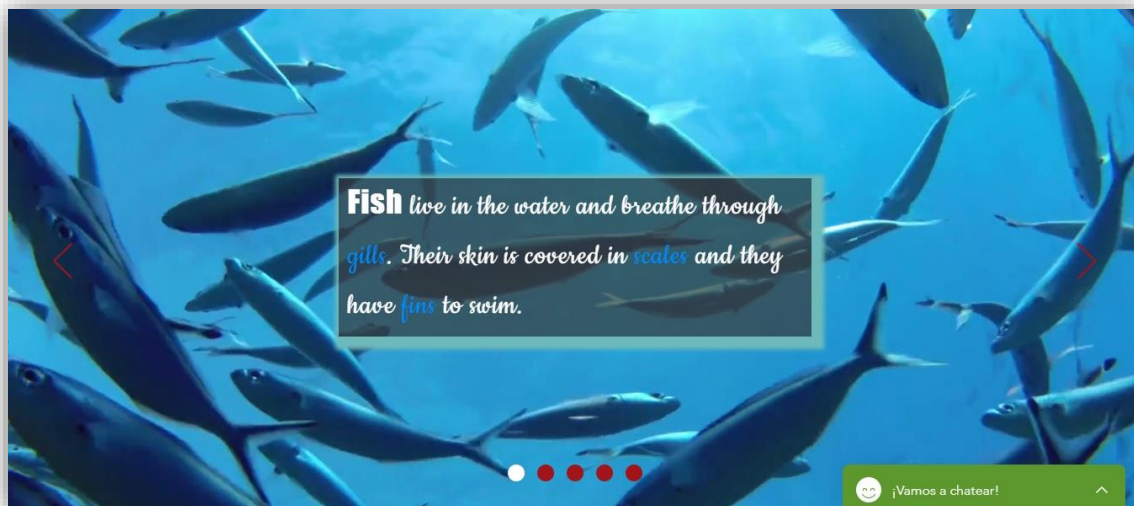 Fish live in the water and breathe through
gills. Their skin is covered in scales and they
have fins to swim.
¡Vamos a chatear!